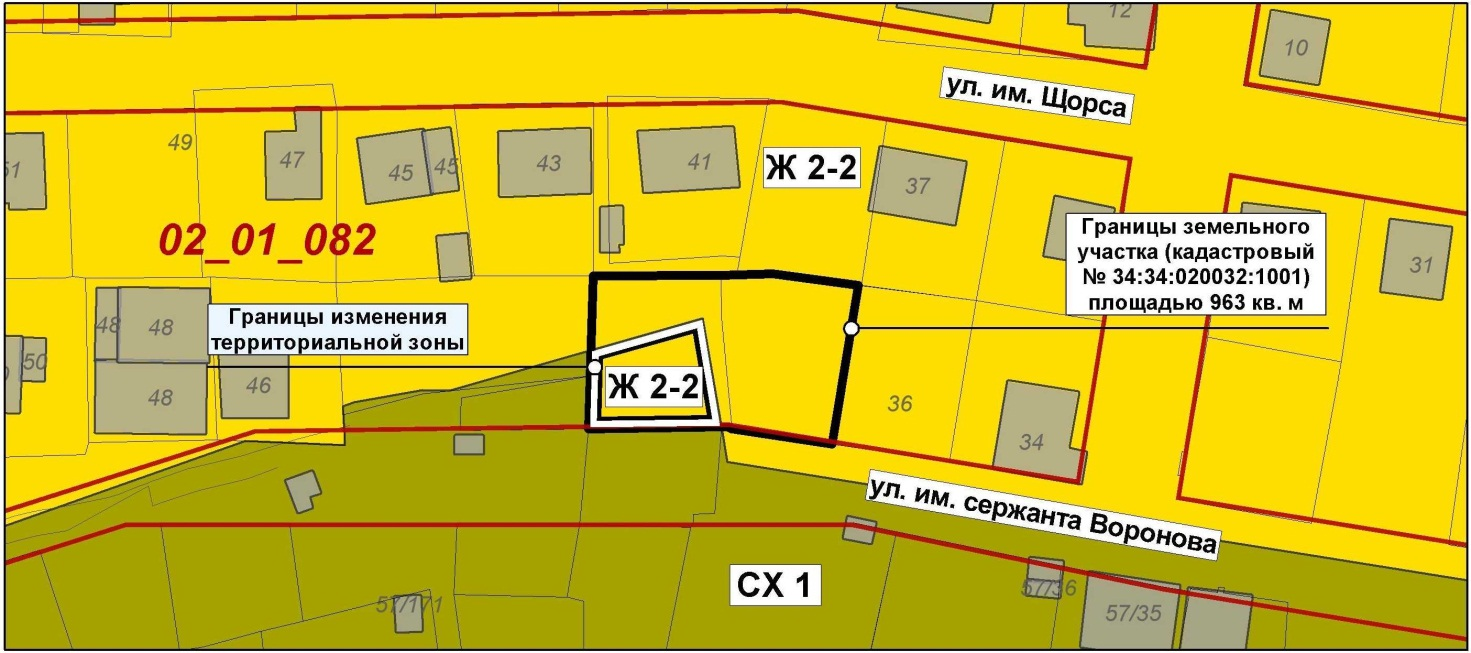 12
10
ул. им. Щорса
49
51
47
45
45
43
41
Ж 2-2
37
02_01_082
Границы земельного
участка (кадастровый
№ 34:34:020032:1001)
площадью 963 кв. м
31
48
48
50
Границы изменения
территориальной зоны
48
46
Ж 2-2
36
34
ул. им. сержанта Воронова
СХ 1
57/171
57/36
57/35